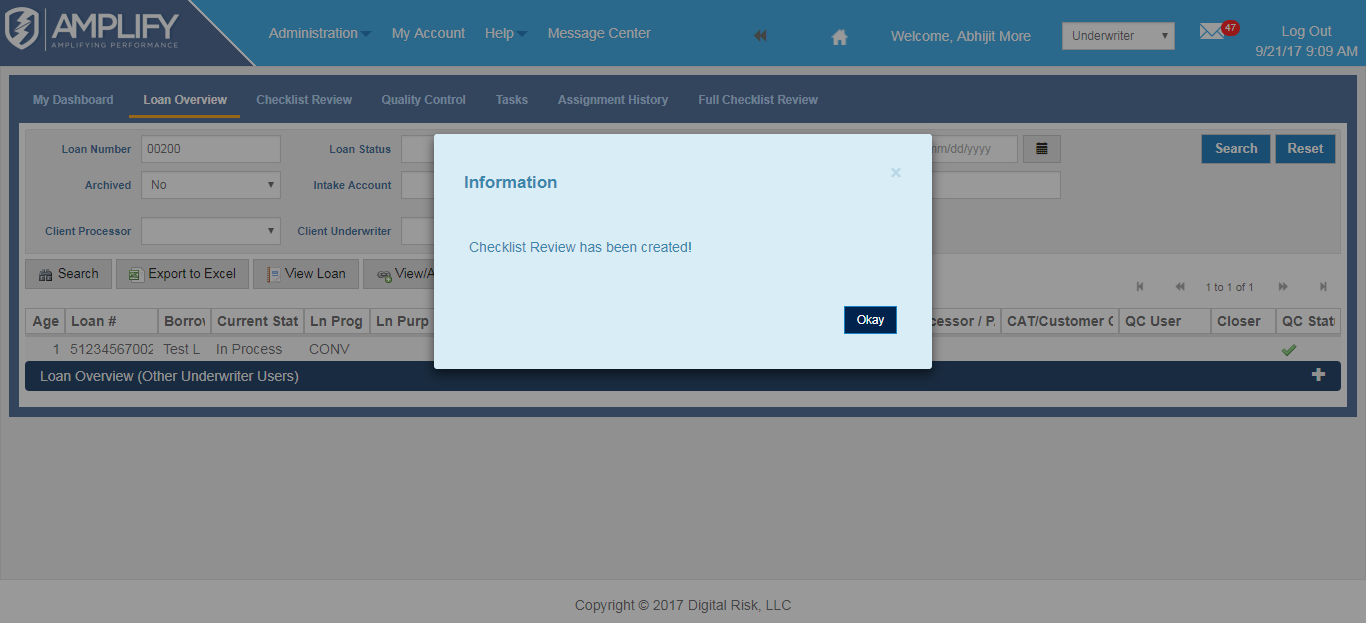 AMPLIFY
AMPLIFYING PERFORMANCE
Administration My Account Help Message Center
Welcome, Abhijit More
Underwriter
47
Log Out
9/21/17 9:09 AM
My Dashboard Loan Overview Checklist Review Quality Control Tasks Assignment History Full Checklist Review
Loan Number 00200 Loan Status mm/dd/yyyy Search Reset
Archived No Intake Account
Client Processor Client Underwriter
Information
×
Checklist Review has been created!
Okay
Search Export to Excel View Loan View/A
1 to 1 of 1
Age Loan # Borrov Current Stat Ln Prog Ln Purp cessor / P. CAT/Customer C QC User Closer QC Statu
1 51234567002 Test L In Process CONV
Loan Overview (Other Underwriter Users)
Copyright © 2017 Digital Risk, LLC